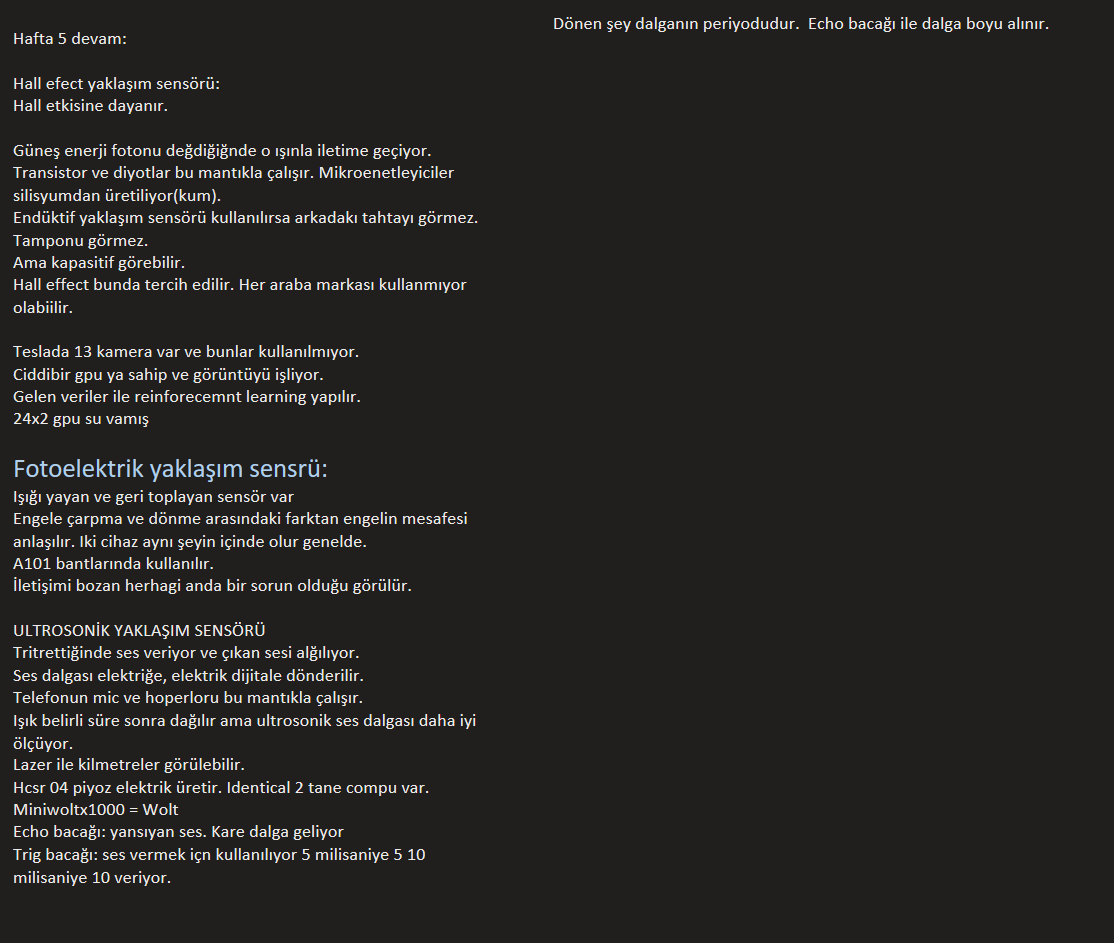 Hafta 5 devam:
Hall efect yaklaşım sensörü:
Hall etkisine dayanır.
Güneş enerji fotonu değdiğiğnde o ışınla iletime geçiyor.
Transistor ve diyotlar bu mantıkla çalışır. Mikroenetleyiciler
silisyumdan üretiliyor(kum).
Endüktif yaklaşım sensörü kullanılırsa arkadakı tahtayı görmez.
Tamponu görmez.
Ama kapasitif görebilir.
Hall effect bunda tercih edilir. Her araba markası kullanmıyor
olabiilir.
Teslada 13 kamera var ve bunlar kullanılmıyor.
Ciddibir gpu ya sahip ve görüntüyü işliyor.
Gelen veriler ile reinforecemnt learning yapılır.
24x2 gpu su vamış
Fotoelektrik yaklaşım sensrü:
Işığı yayan ve geri toplayan sensör var
Engele çarpma ve dönme arasındaki farktan engelin mesafesi
anlaşılır. Iki cihaz aynı şeyin içinde olur genelde.
A101 bantlarında kullanılır.
İletişimi bozan herhagi anda bir sorun olduğu görülür.
ULTROSONİK YAKLAŞIM SENSÖRÜ
Tritrettiğinde ses veriyor ve çıkan sesi alğılıyor.
Ses dalgası elektriğe, elektrik dijitale dönderilir.
Telefonun mic ve hoperloru bu mantıkla çalışır.
Işık belirli süre sonra dağılır ama ultrosonik ses dalgası daha iyi
ölçüyor.
Lazer ile kilmetreler görülebilir.
Hcsr 04 piyoz elektrik üretir. Identical 2 tane compu var.
Miniwoltx1000 = Wolt
Echo bacağı: yansıyan ses. Kare dalga geliyor
Trig bacağı: ses vermek içn kullanılıyor 5 milisaniye 5 10
milisaniye 10 veriyor.
Dönen şey dalganın periyodudur.  Echo bacağı ile dalga boyu alınır.